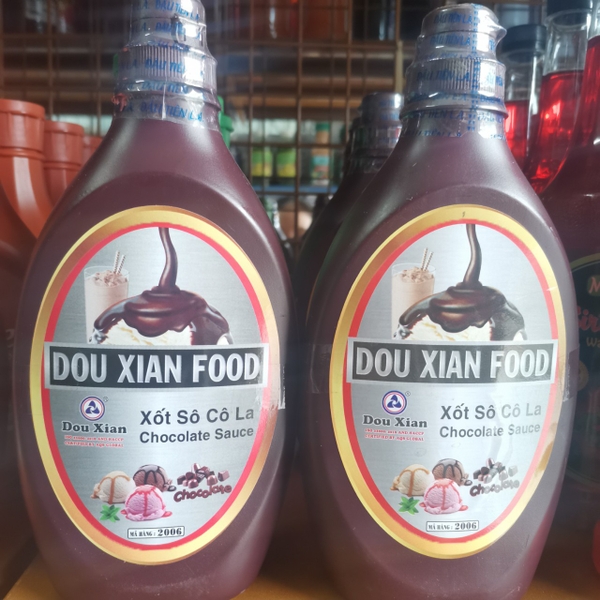 DOU XIAN FOOD
Dou Xian
Xốt Sô Cô La
Chocolate Sauce
Chocolate
MÃ HÀNG : 2006
DOU XIAN FOOD
Dou Xian
Xốt Sô Cô La
Chocolate Sauce
Chocolate
MÃ HÀNG : 2006